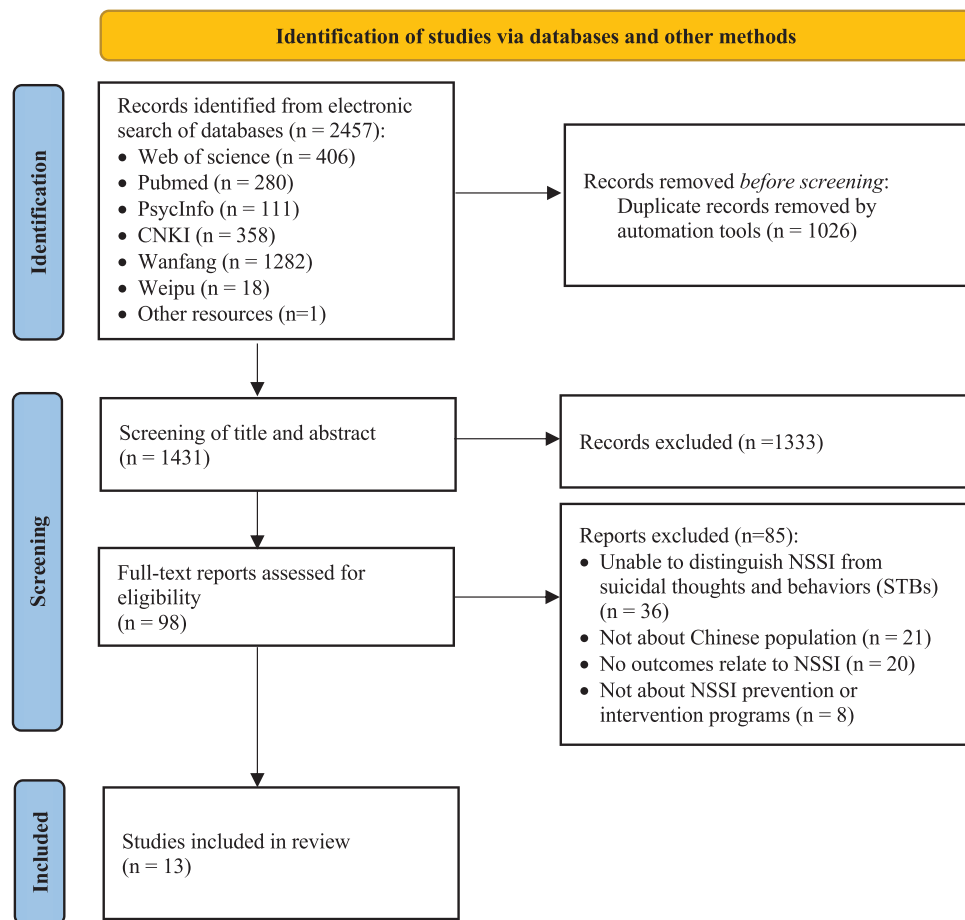 Identification of studies via databases and other methods
Identification
Records identified from electronic
search of databases (n = 2457):
• Web of science (n = 406)
• Pubmed (n = 280)
• PsycInfo (n = 111)
• CNKI (n = 358)
• Wanfang (n = 1282)
• Weipu (n = 18)
• Other resources (n=1)
Records removed before screening:
Duplicate records removed by
automation tools (n = 1026)
Screening
Screening of title and abstract
(n = 1431)
Records excluded (n =1333)
Full-text reports assessed for
eligibility
(n = 98)
Reports excluded (n=85):
• Unable to distinguish NSSI from
suicidal thoughts and behaviors (STBs)
(n = 36)
• Not about Chinese population (n = 21)
• No outcomes relate to NSSI (n = 20)
• Not about NSSI prevention or
intervention programs (n = 8)
Included
Studies included in review
(n = 13)